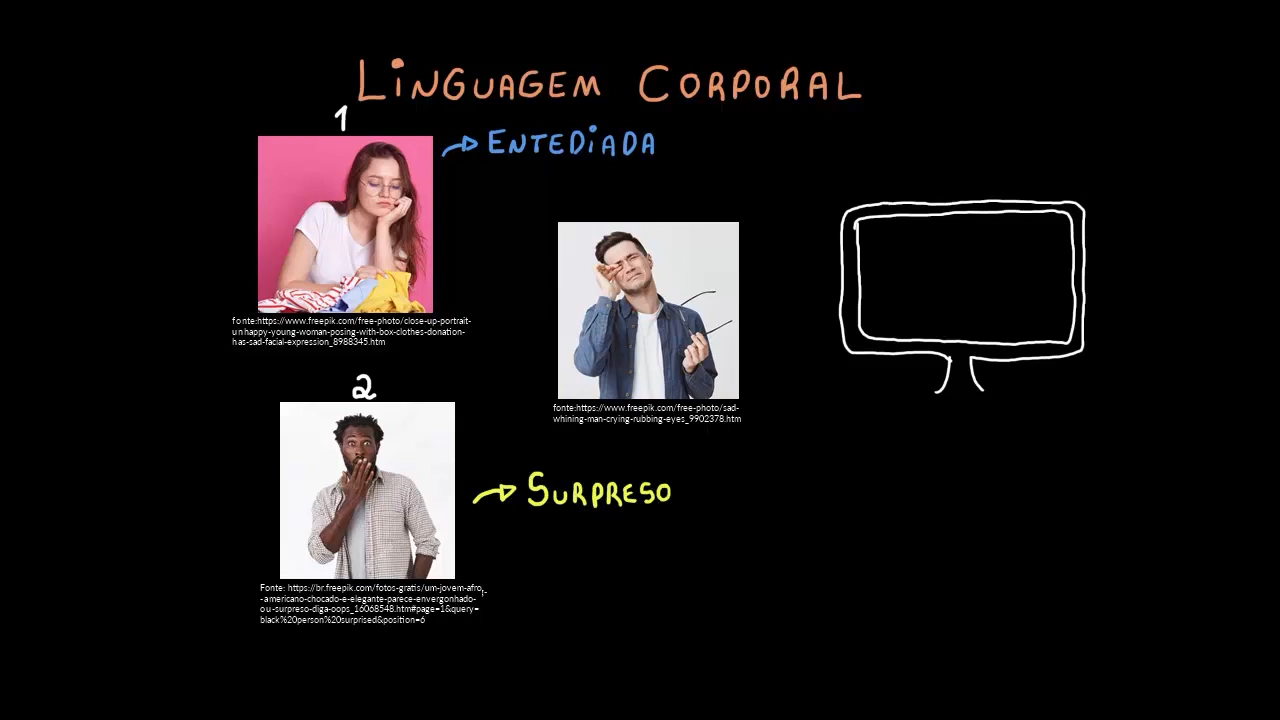 LINGUAGEM CORPORAL
1
ENTEDIADA
fonte:https://www.freepik.com/free-photo/close-up-portrait-
unhappy-young-woman-posing-with-box-clothes-donation-
has-sad-facial-expression_8988345.htm
fonte:https://www.freepik.com/free-photo/sad-
whining-man-crying-rubbing-eyes_9902378.htm
2
SURPRESO
Fonte: https://br.freepik.com/fotos-gratis/um-jovem-afro,
-americano-chocado-e-elegante-parece-envergonhado-
ou-surpreso-diga-oops_16068548.htm#page=1&query=
black%20person%20surprised&position=6